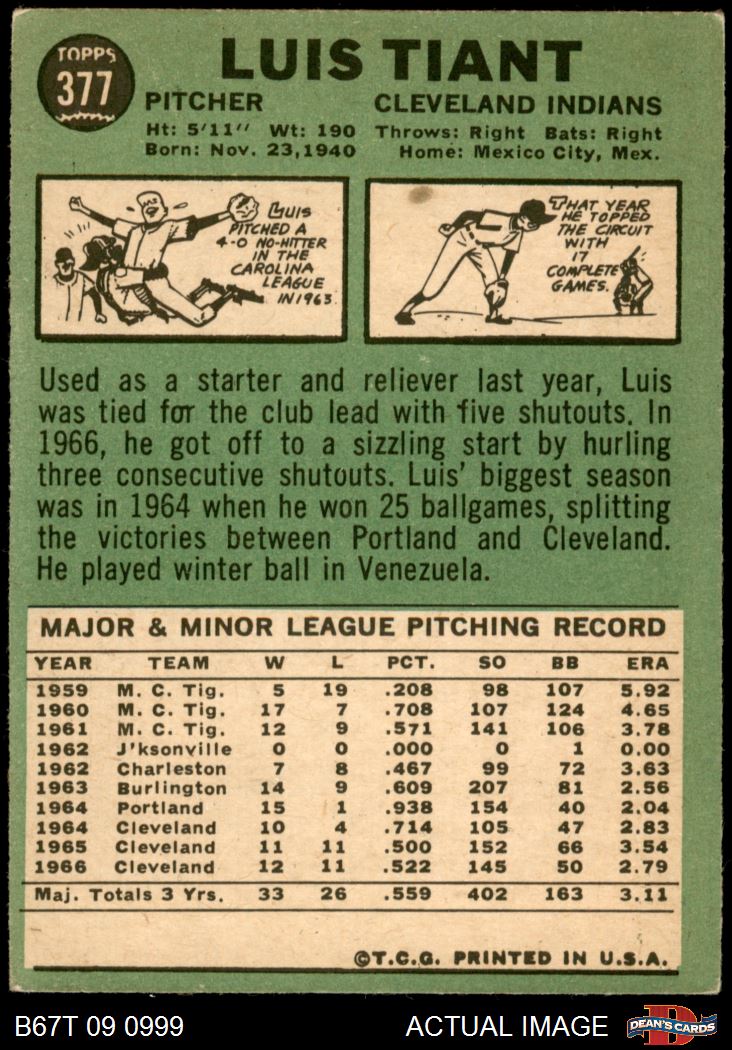 TOPPS
377
LUIS TIANT
PITCHER
CLEVELAND INDIANS
Ht: 5'11" Wt: 190 Throws: Right Bats: Right
Born: Nov. 23,1940 Home: Mexico City, Mex.
LUIS
PITCHED A
4-0 NO-HITTER
IN THE
CAROLINA
LEAGUE
IN 1963.
THAT YEAR
HE TOPPED
THE CIRCUIT
WITH
17
COMPLETE
GAMES.
Used as a starter and reliever last year, Luis
was tied for the club lead with five shutouts. In
1966, he got off to a sizzling start by hurling
three consecutive shutouts. Luis' biggest season
was in 1964 when he won 25 ballgames, splitting
the victories between Portland and Cleveland.
He played winter ball in Venezuela.
MAJOR & MINOR LEAGUE PITCHING RECORD
YEAR TEAM W L PCT. SO BB ERA
1959 M. C. Tig. 5 19 .208 98 107 5.92
1960 M. C. Tig. 17 7 .708 107 124 4.65
1961 M. C. Tig. 12 9 .571 141 106 3.78
1962 J'ksonville 0 0 .000 0 1 0.00
1962 Charleston 7 8 .467 99 72 3.63
1963 Burlington 14 9 .609 207 81 2.56
1964 Portland 15 1 .938 154 40 2.04
1964 Cleveland 10 4 .714 105 47 2.83
1965 Cleveland 11 11 .500 152 66 3.54
1966 Cleveland 12 11 .522 145 50 2.79
Maj. Totals 3 Yrs. 33 26 .559 402 163 3.11
©T.C.G. PRINTED IN U.S.A.
B67T 09 0999 ACTUAL IMAGE
D
DEAN'S CARDS